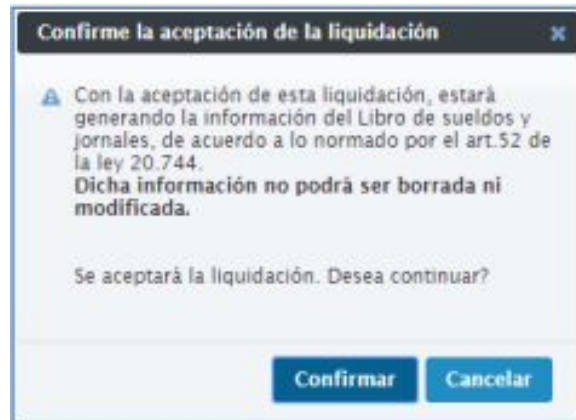 Confirme la aceptación de la liquidación
Con la aceptación de esta liquidación, estará
generando la información del Libro de sueldos y
jornales, de acuerdo a lo normado por el art.52 de
la ley 20.744.
Dicha información no podrá ser borrada ni
modificada.
Se aceptará la liquidación. Desea continuar?
Confirmar Cancelar